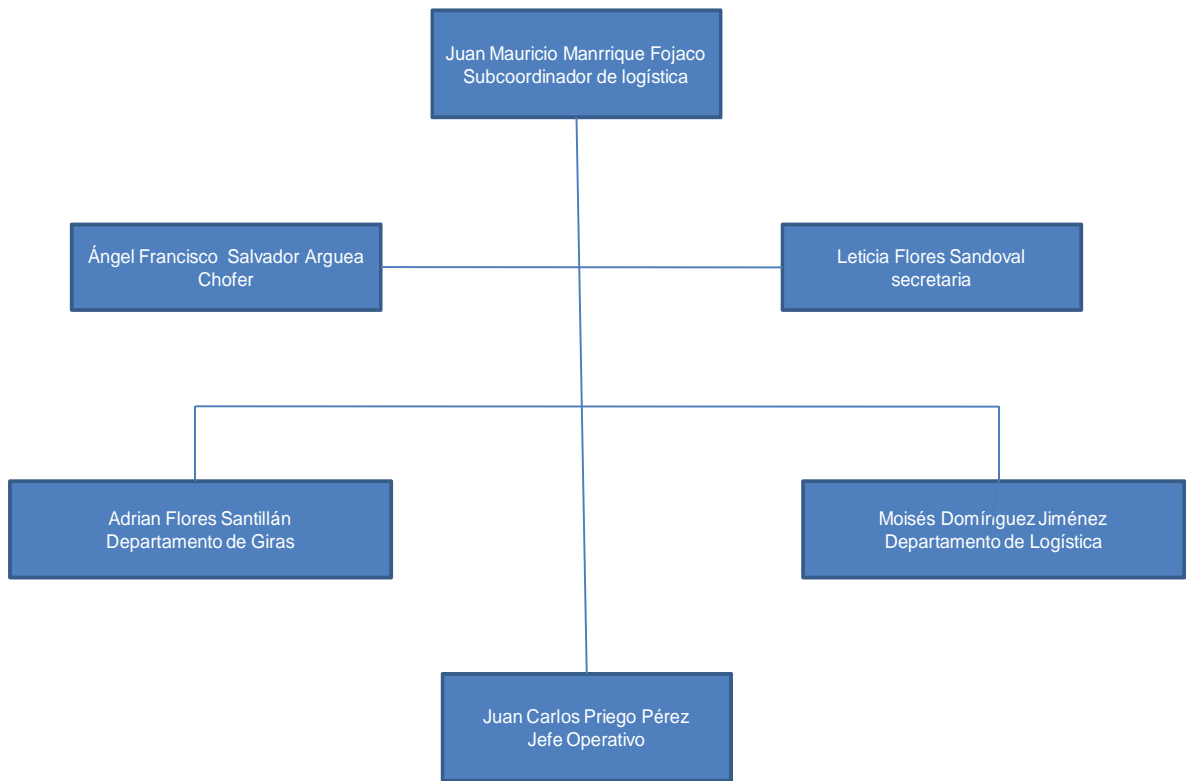 Juan Mauricio Manrrique Fojaco
Subcoordinador de logística
Ángel Francisco Salvador Arguea
Chofer
Leticia Flores Sandoval
secretaria
Adrian Flores Santillán
Departamento de Giras
Moisés Domínguez Jiménez
Departamento de Logística
Juan Carlos Priego Pérez
Jefe Operativo